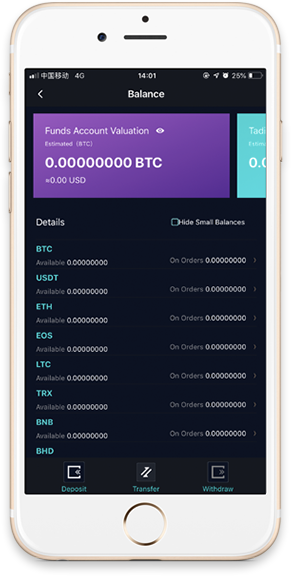 中国移动 4G 14:01 25%
Balance
Funds Account Valuation
Estimated (BTC)
0.00000000 BTC
≈0.00 USD
Tadi
Estima
0.0
Details Hide Small Balances
BTC
Available 0.00000000 On Orders 0.00000000
USDT
Available 0.00000000 On Orders 0.00000000
ETH
Available 0.00000000 On Orders 0.00000000
EOS
Available 0.00000000 On Orders 0.00000000
LTC
Available 0.00000000 On Orders 0.00000000
TRX
Available 0.00000000 On Orders 0.00000000
BNB
Available 0.00000000 On Orders 0.00000000
BHD
Deposit Transfer Withdraw